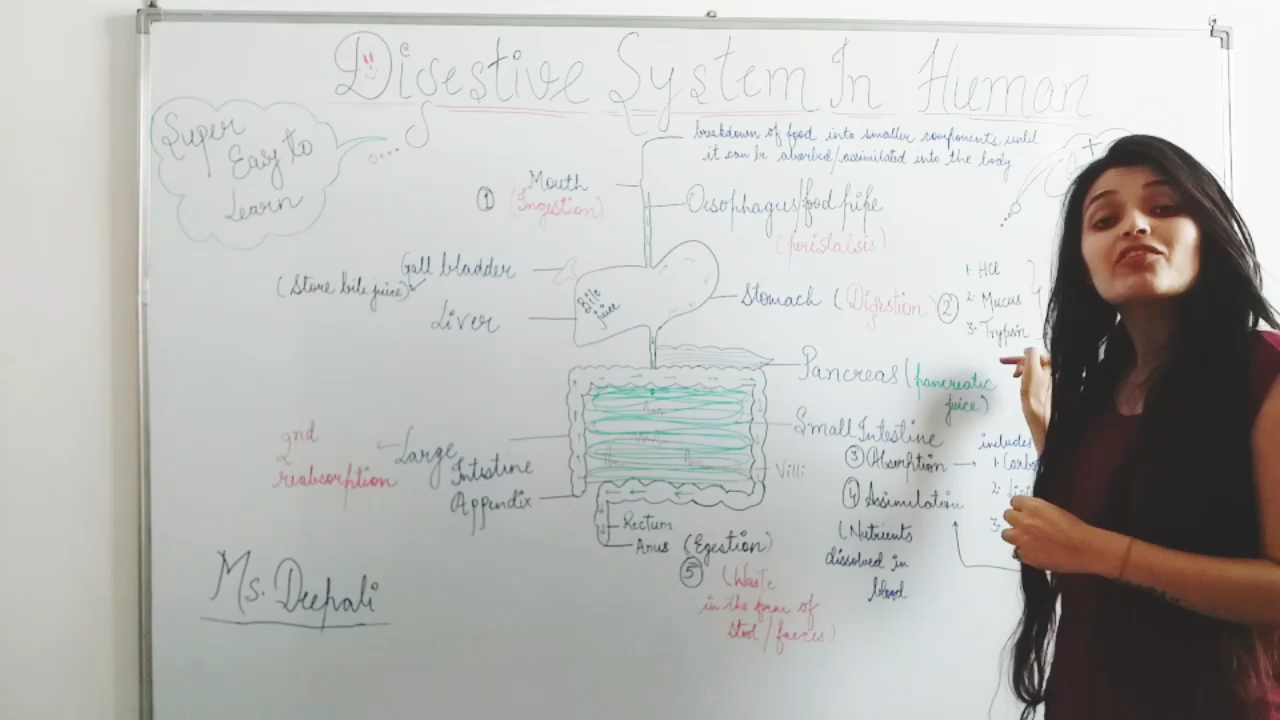 Digestive System In Human
Super
Easy to
Learn
breakdown of food into smaller components until
it can be absorbed/assimilated into the body
Mouth
① (Ingestion)
Oesophagus/food pipe
(peristalsis)
Gall bladder
(Store bile juice)
Liver
Bile
juice
Stomach (Digestion) ②
1. HCl
2. Mucus
3. Trypsin
Pancreas (pancreatic
juice)
Small Intestine
③ Absorption →
④ Assimilation
(Nutrients
dissolved in
blood
includes
1. Carbo
2.
3.
Villi
2nd
reabsorption
Large
Intestine
Appendix
Rectum
Anus (Egestion)
⑤ (Waste
in the form of
stool/faeces)
Ms. Deepali